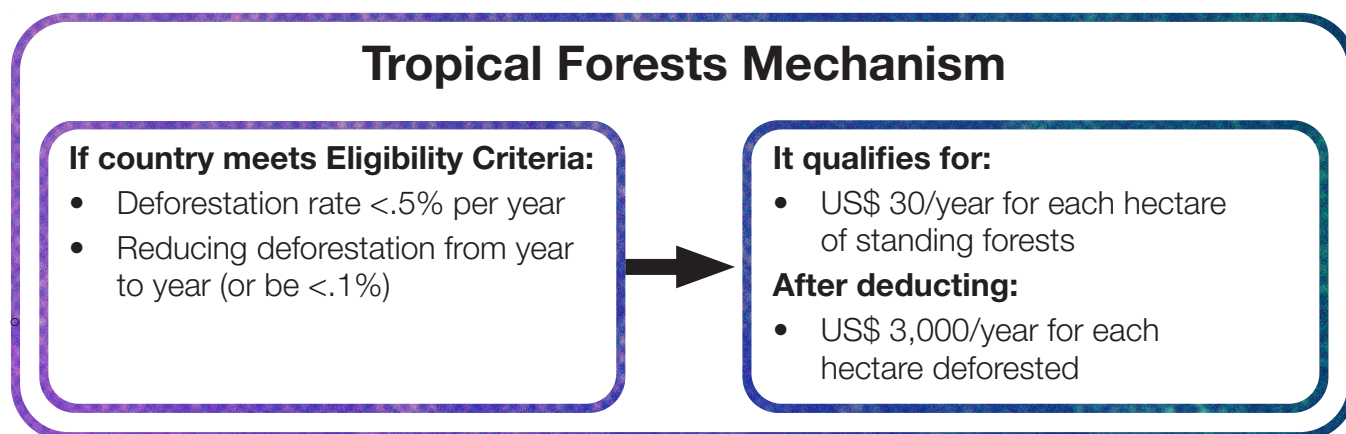 Tropical Forests Mechanism
If country meets Eligibility Criteria:
• Deforestation rate <.5% per year
• Reducing deforestation from year
to year (or be <.1%)
It qualifies for:
• US$ 30/year for each hectare
of standing forests
After deducting:
• US$ 3,000/year for each
hectare deforested